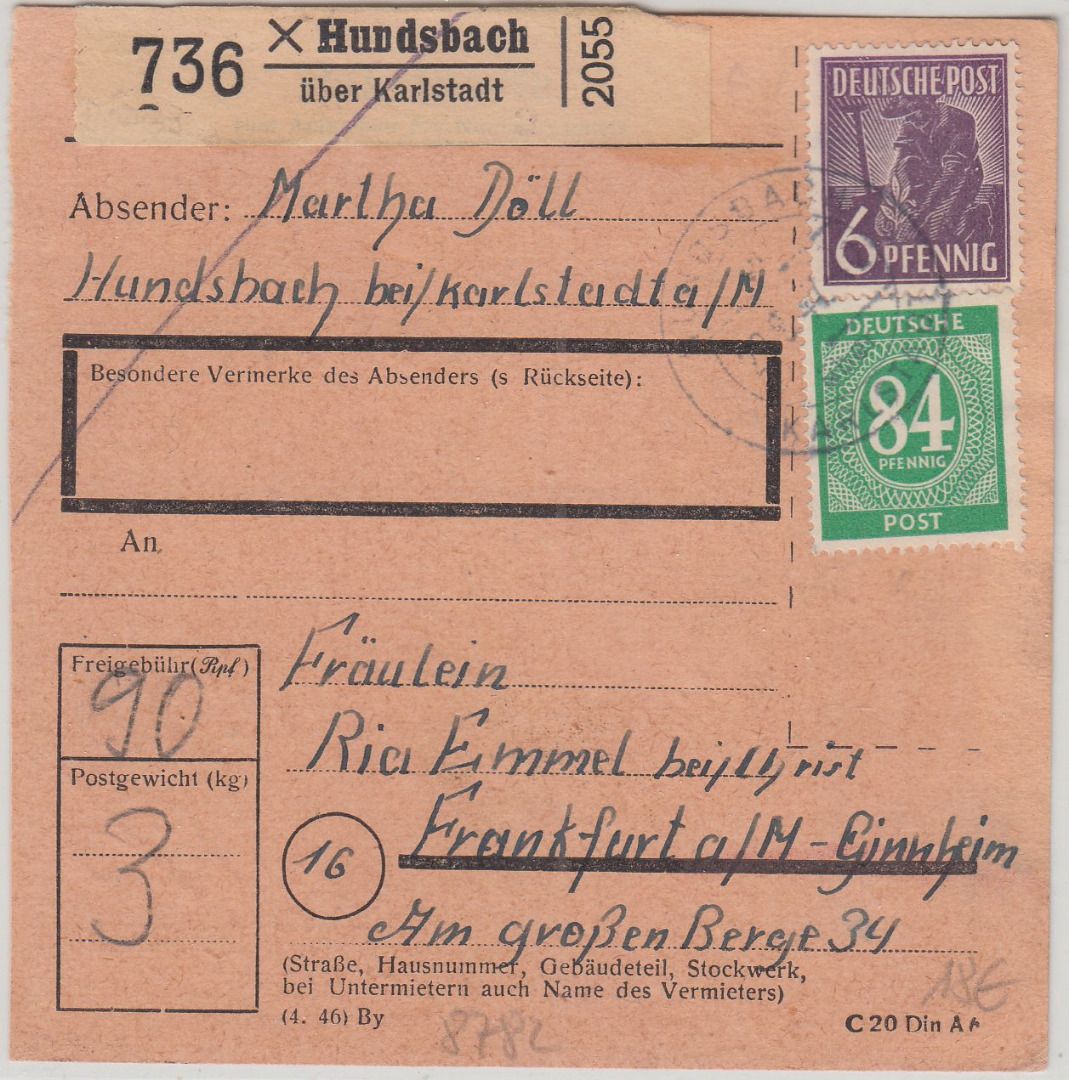 736 Hundsbach
über Karlstadt
2055
DEUTSCHE POST
6 PFENNIG
Absender: Martha Döll
Hundsbach bei/Karlstadt a/M
DEUTSCHE
84
PFENNIG
POST
Besondere Vermerke des Absenders (s Rückseite):
An
Freigebühr (Rpf)
90
Fräulein
Ria Emmel bei/
Postgewicht (kg)
3
16
Frankfurt a/M - Ginnheim
Am großen Berge 34
(Straße, Hausnummer, Gebäudeteil, Stockwerk,
bei Untermietern auch Name des Vermieters)
(4. 46) By
C 20 Din A6
8782
18€